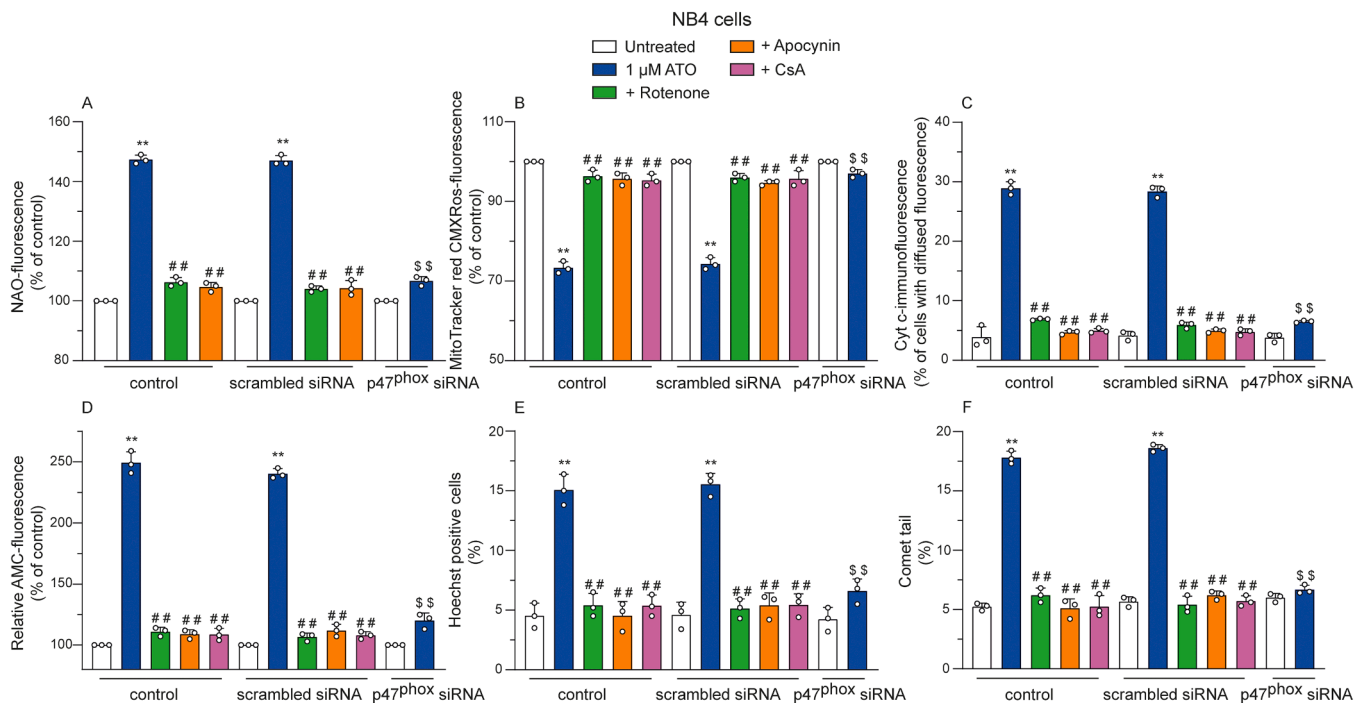 NB4 cells
Untreated
1 µM ATO
+ Rotenone
+ Apocynin
+ CsA
A
NAO-fluorescence
(% of control)
160
140
120
100
80
** ## ## ** ## ## $$
control scrambled siRNA p47phox siRNA
B
MitoTracker red CMXRos-fluorescence
(% of control)
110
90
70
50
** ## ## ## ** ## ## ## $$
control scrambled siRNA p47phox siRNA
C
Cyt c-immunofluorescence
(% of cells with diffused fluorescence)
40
30
20
10
0
** ## ## ## ** ## ## ## $$
control scrambled siRNA p47phox siRNA
D
Relative AMC-fluorescence
(% of control)
250
200
150
100
** ## ## ## ** ## ## ## $$
control scrambled siRNA p47phox siRNA
E
Hoechst positive cells
(%)
20
15
10
5
0
** ## ## ## ** ## ## ## $$
control scrambled siRNA p47phox siRNA
F
Comet tail
(%)
20
15
10
5
0
** ## ## ## ** ## ## ## $$
control scrambled siRNA p47phox siRNA